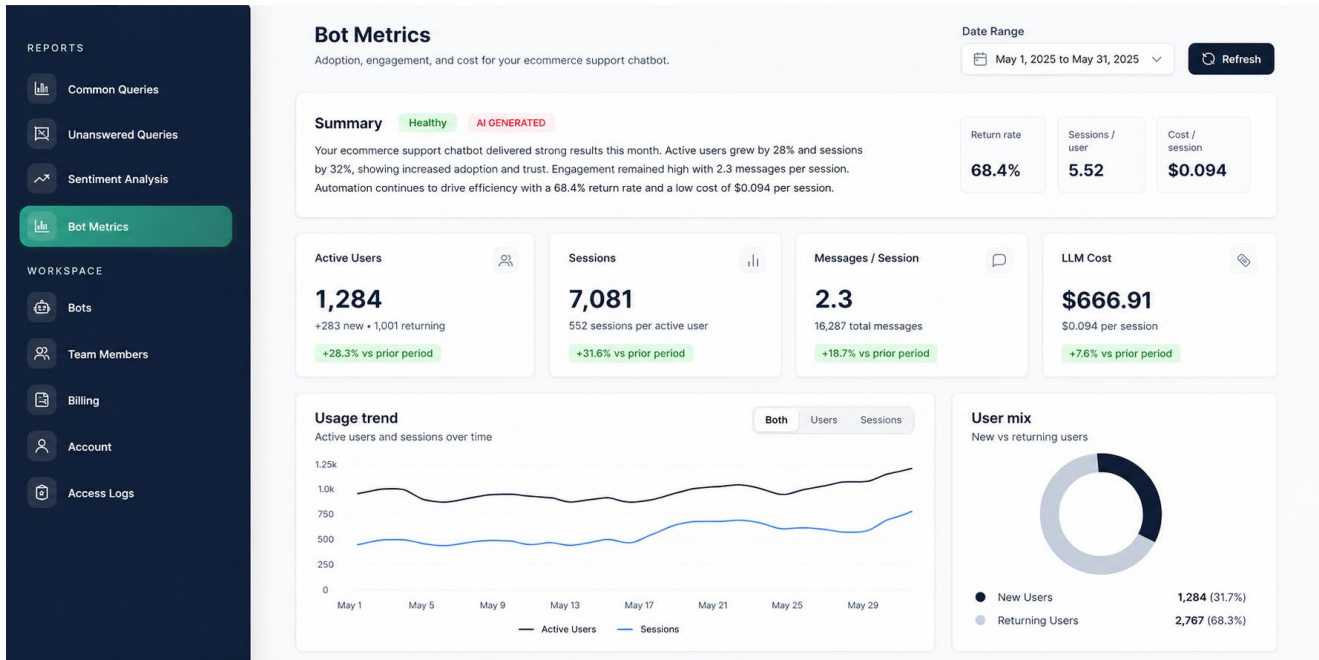 REPORTS
Common Queries
Unanswered Queries
Sentiment Analysis
Bot Metrics
WORKSPACE
Bots
Team Members
Billing
Account
Access Logs
Bot Metrics
Adoption, engagement, and cost for your ecommerce support chatbot.
Date Range
May 1, 2025 to May 31, 2025
Refresh
Summary Healthy AI GENERATED
Your ecommerce support chatbot delivered strong results this month. Active users grew by 28% and sessions
by 32%, showing increased adoption and trust. Engagement remained high with 2.3 messages per session.
Automation continues to drive efficiency with a 68.4% return rate and a low cost of $0.094 per session.
Return rate
68.4%
Sessions /
user
5.52
Cost /
session
$0.094
Active Users
1,284
+283 new • 1,001 returning
+28.3% vs prior period
Sessions
7,081
552 sessions per active user
+31.6% vs prior period
Messages / Session
2.3
16,287 total messages
+18.7% vs prior period
LLM Cost
$666.91
$0.094 per session
+7.6% vs prior period
Usage trend
Active users and sessions over time
Both Users Sessions
1.25k
1.0k
750
500
250
0
May 1 May 5 May 9 May 13 May 17 May 21 May 25 May 29
Active Users Sessions
User mix
New vs returning users
New Users 1,284 (31.7%)
Returning Users 2,767 (68.3%)